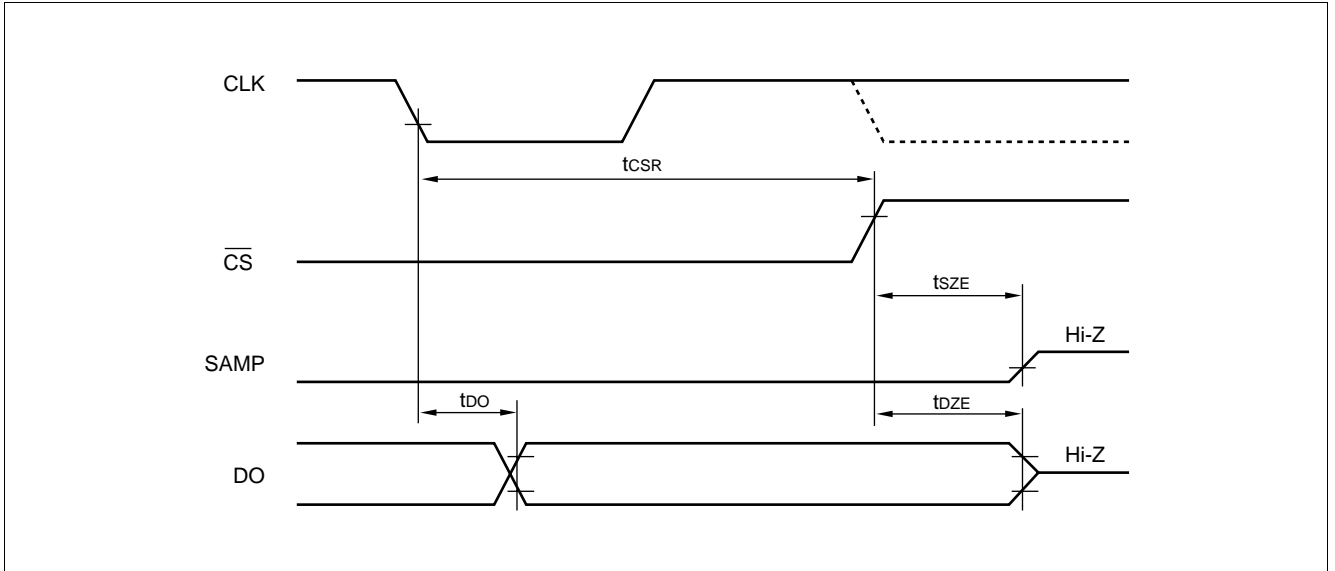 CLK
tCSR
CS
tSZE
Hi-Z
SAMP
tDO
tDZE
Hi-Z
DO